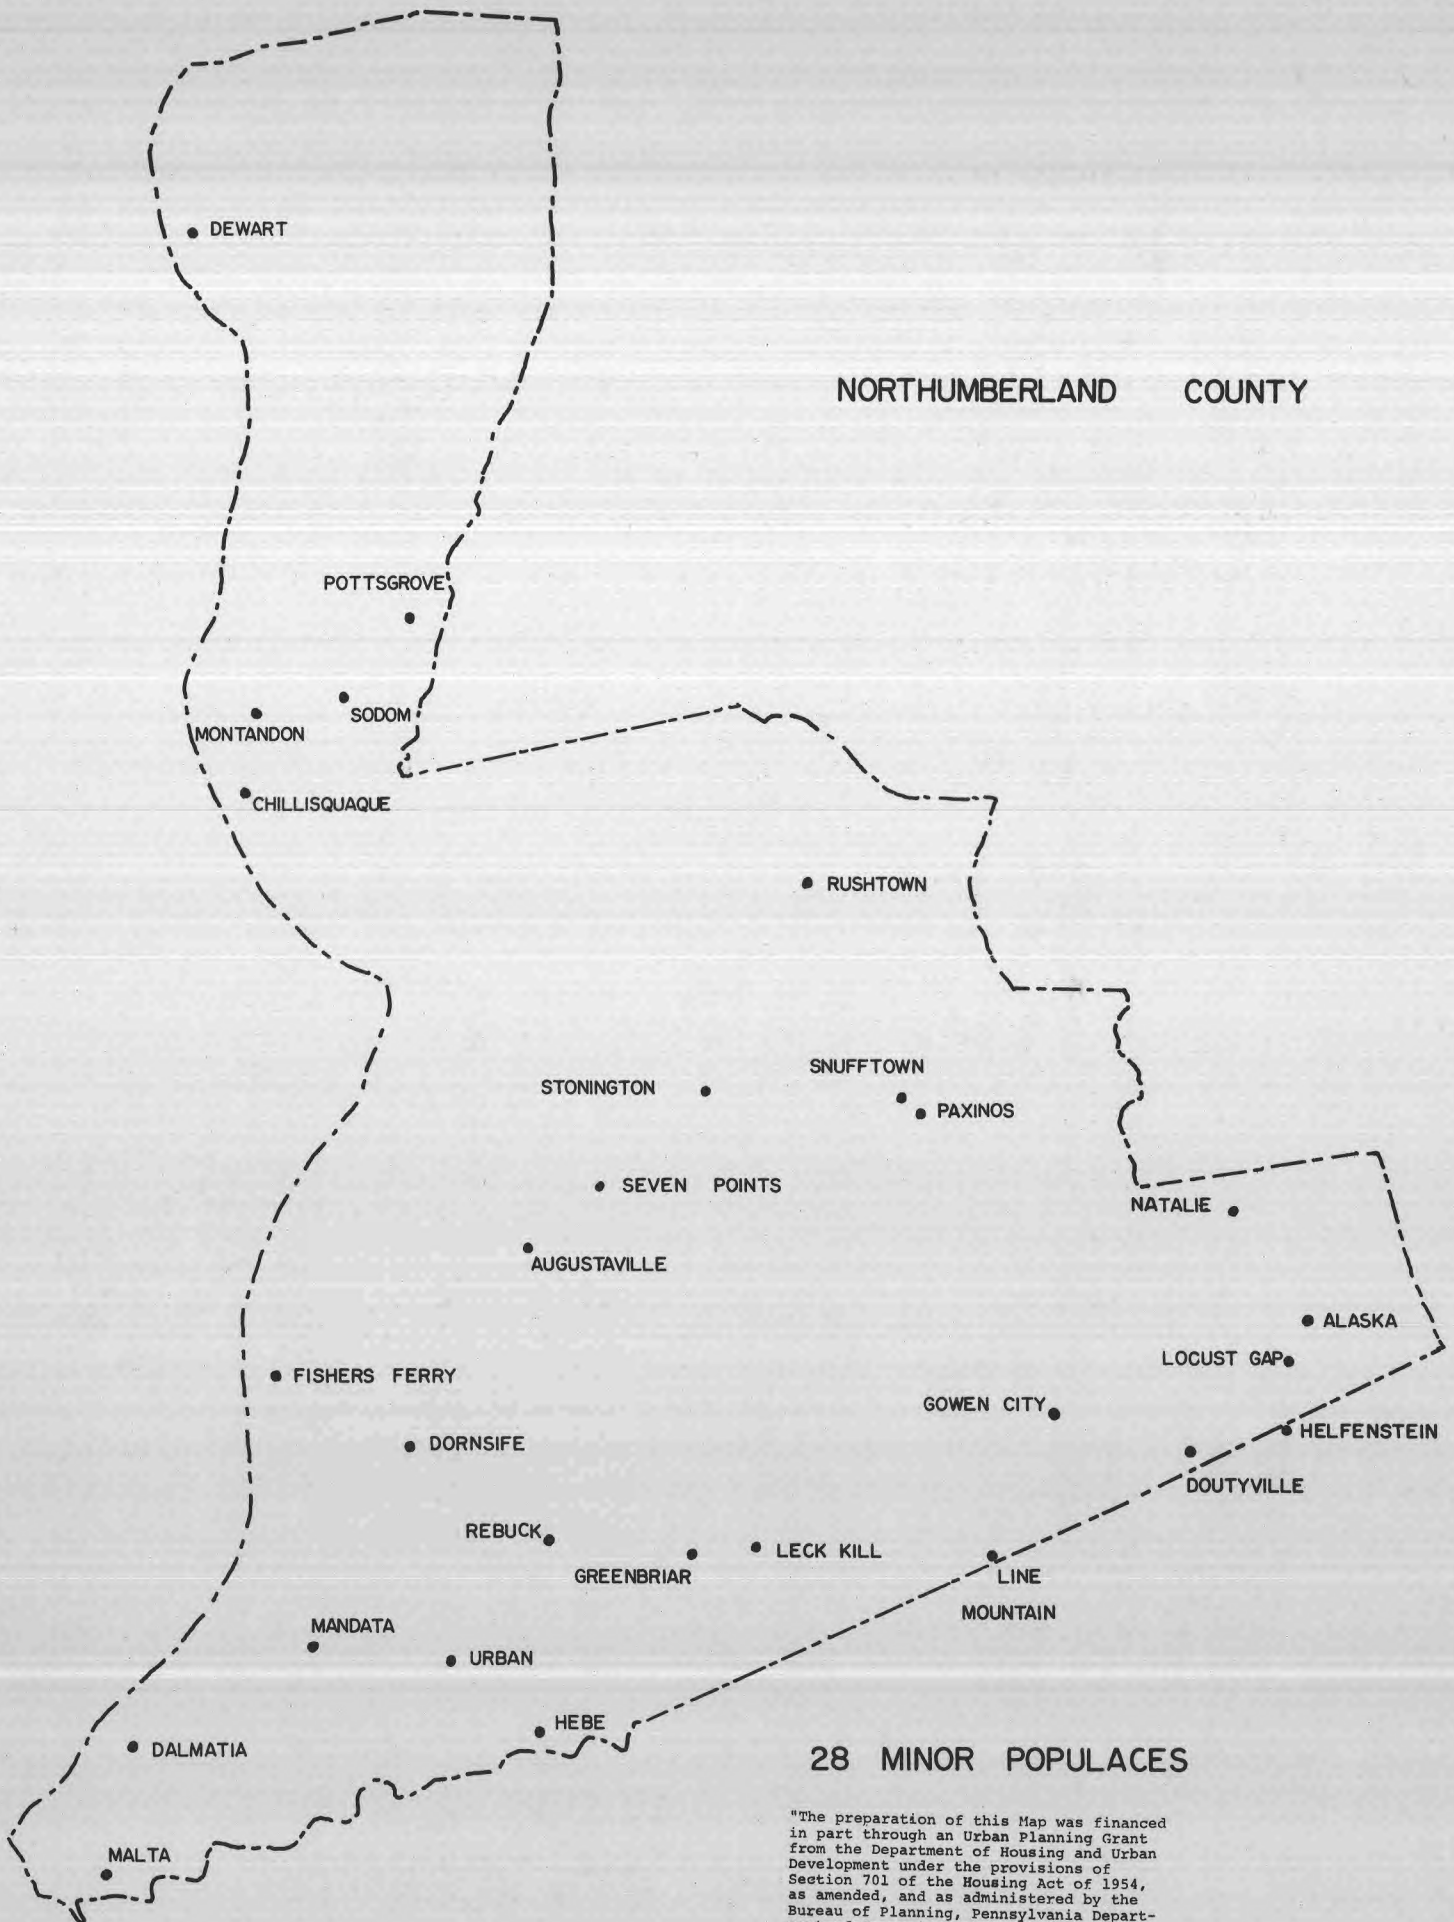 DEWART
NORTHUMBERLAND COUNTY
POTTSGROVE
SODOM
MONTANDON
CHILLISQUAQUE
RUSHTOWN
SNUFFTOWN
STONINGTON
PAXINOS
SEVEN POINTS
NATALIE
AUGUSTAVILLE
ALASKA
LOCUST GAP
FISHERS FERRY
GOWEN CITY
HELFENSTEIN
DORNSIFE
DOUTYVILLE
REBUCK
LECK KILL
GREENBRIAR
LINE
MOUNTAIN
MANDATA
URBAN
HEBE
DALMATIA
28 MINOR POPULACES
"The preparation of this Map was financed
in part through an Urban Planning Grant
from the Department of Housing and Urban
Development under the provisions of
Section 701 of the Housing Act of 1954,
as amended, and as administered by the
Bureau of Planning, Pennsylvania Depart-
MALTA